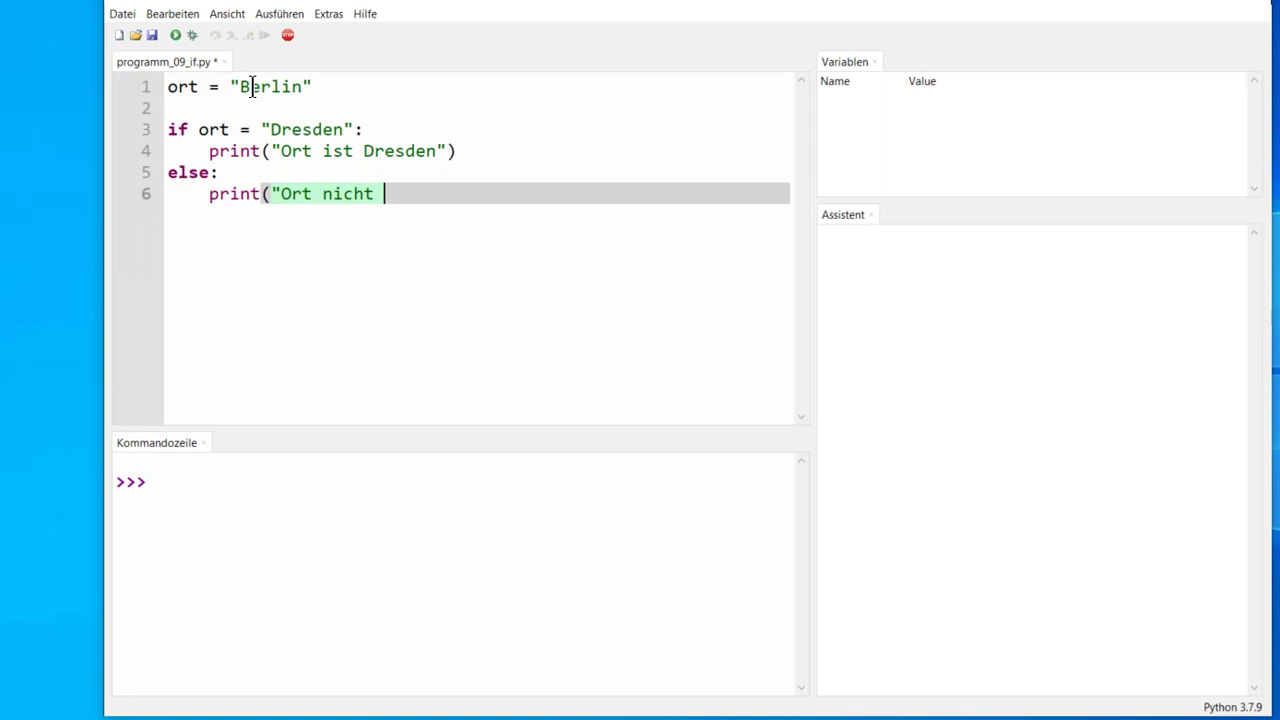 Datei Bearbeiten Ansicht Ausführen Extras Hilfe
programm_09_if.py *
1 ort = "Berlin"
2
3 if ort = "Dresden":
4     print("Ort ist Dresden")
5 else:
6     print("Ort nicht
Kommandozeile
>>>
Variablen
Name Value
Assistent
Python 3.7.9